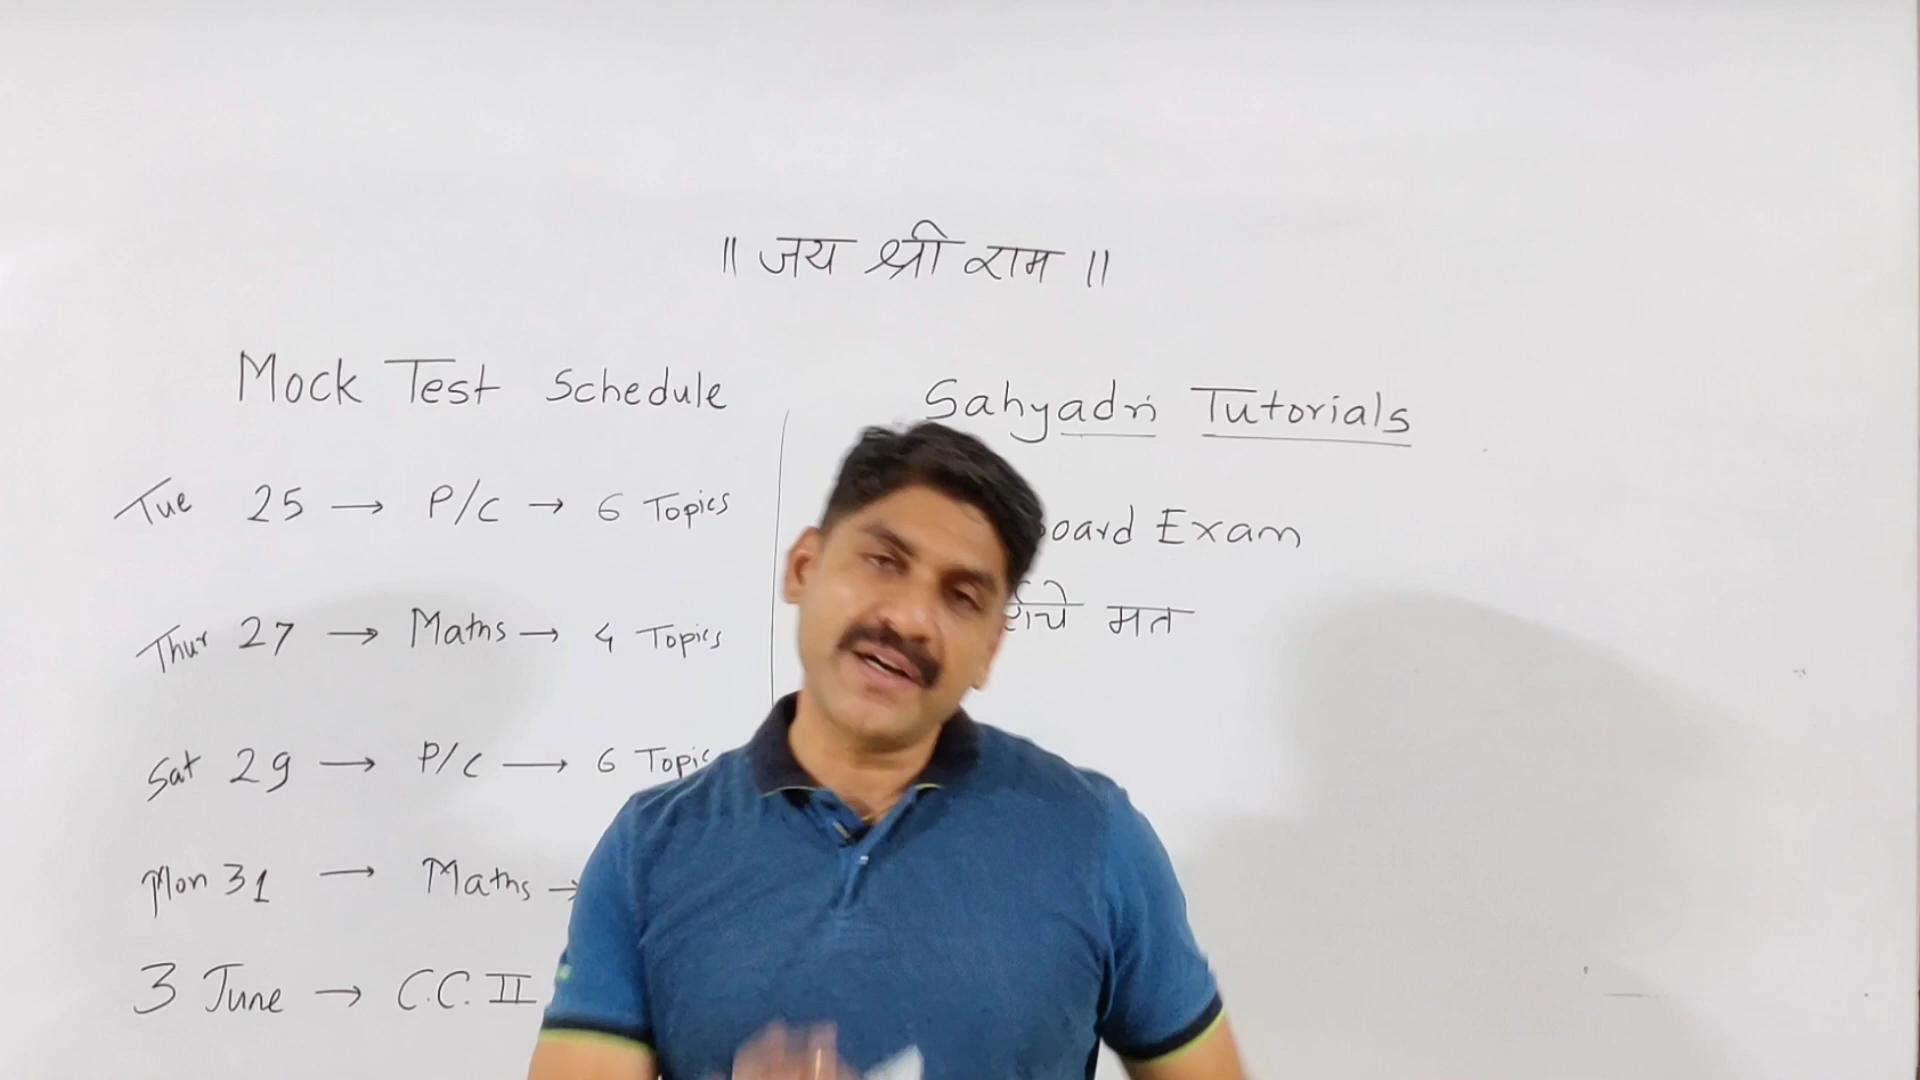 ॥ जय श्री राम ॥
Mock Test Schedule
Tue 25 → P/C → 6 Topics
Thur 27 → Maths → 4 Topics
Sat 29 → P/C → 6 Topic
Mon 31 → Maths →
3 June → C.C. II
Sahyadri Tutorials
oard Exam
मत